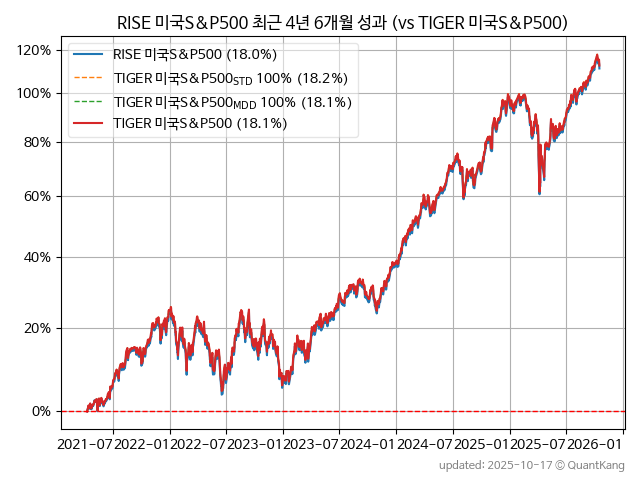 RISE 미국S&P500 최근 4년 6개월 성과 (vs TIGER 미국S&P500)
120%
100%
80%
60%
40%
20%
0%
RISE 미국S&P500 (18.0%)
TIGER 미국S&P500STD 100% (18.2%)
TIGER 미국S&P500MDD 100% (18.1%)
TIGER 미국S&P500 (18.1%)
2021-07 2022-01 2022-07 2023-01 2023-07 2024-01 2024-07 2025-01 2025-07 2026-01
updated: 2025-10-17 © QuantKang